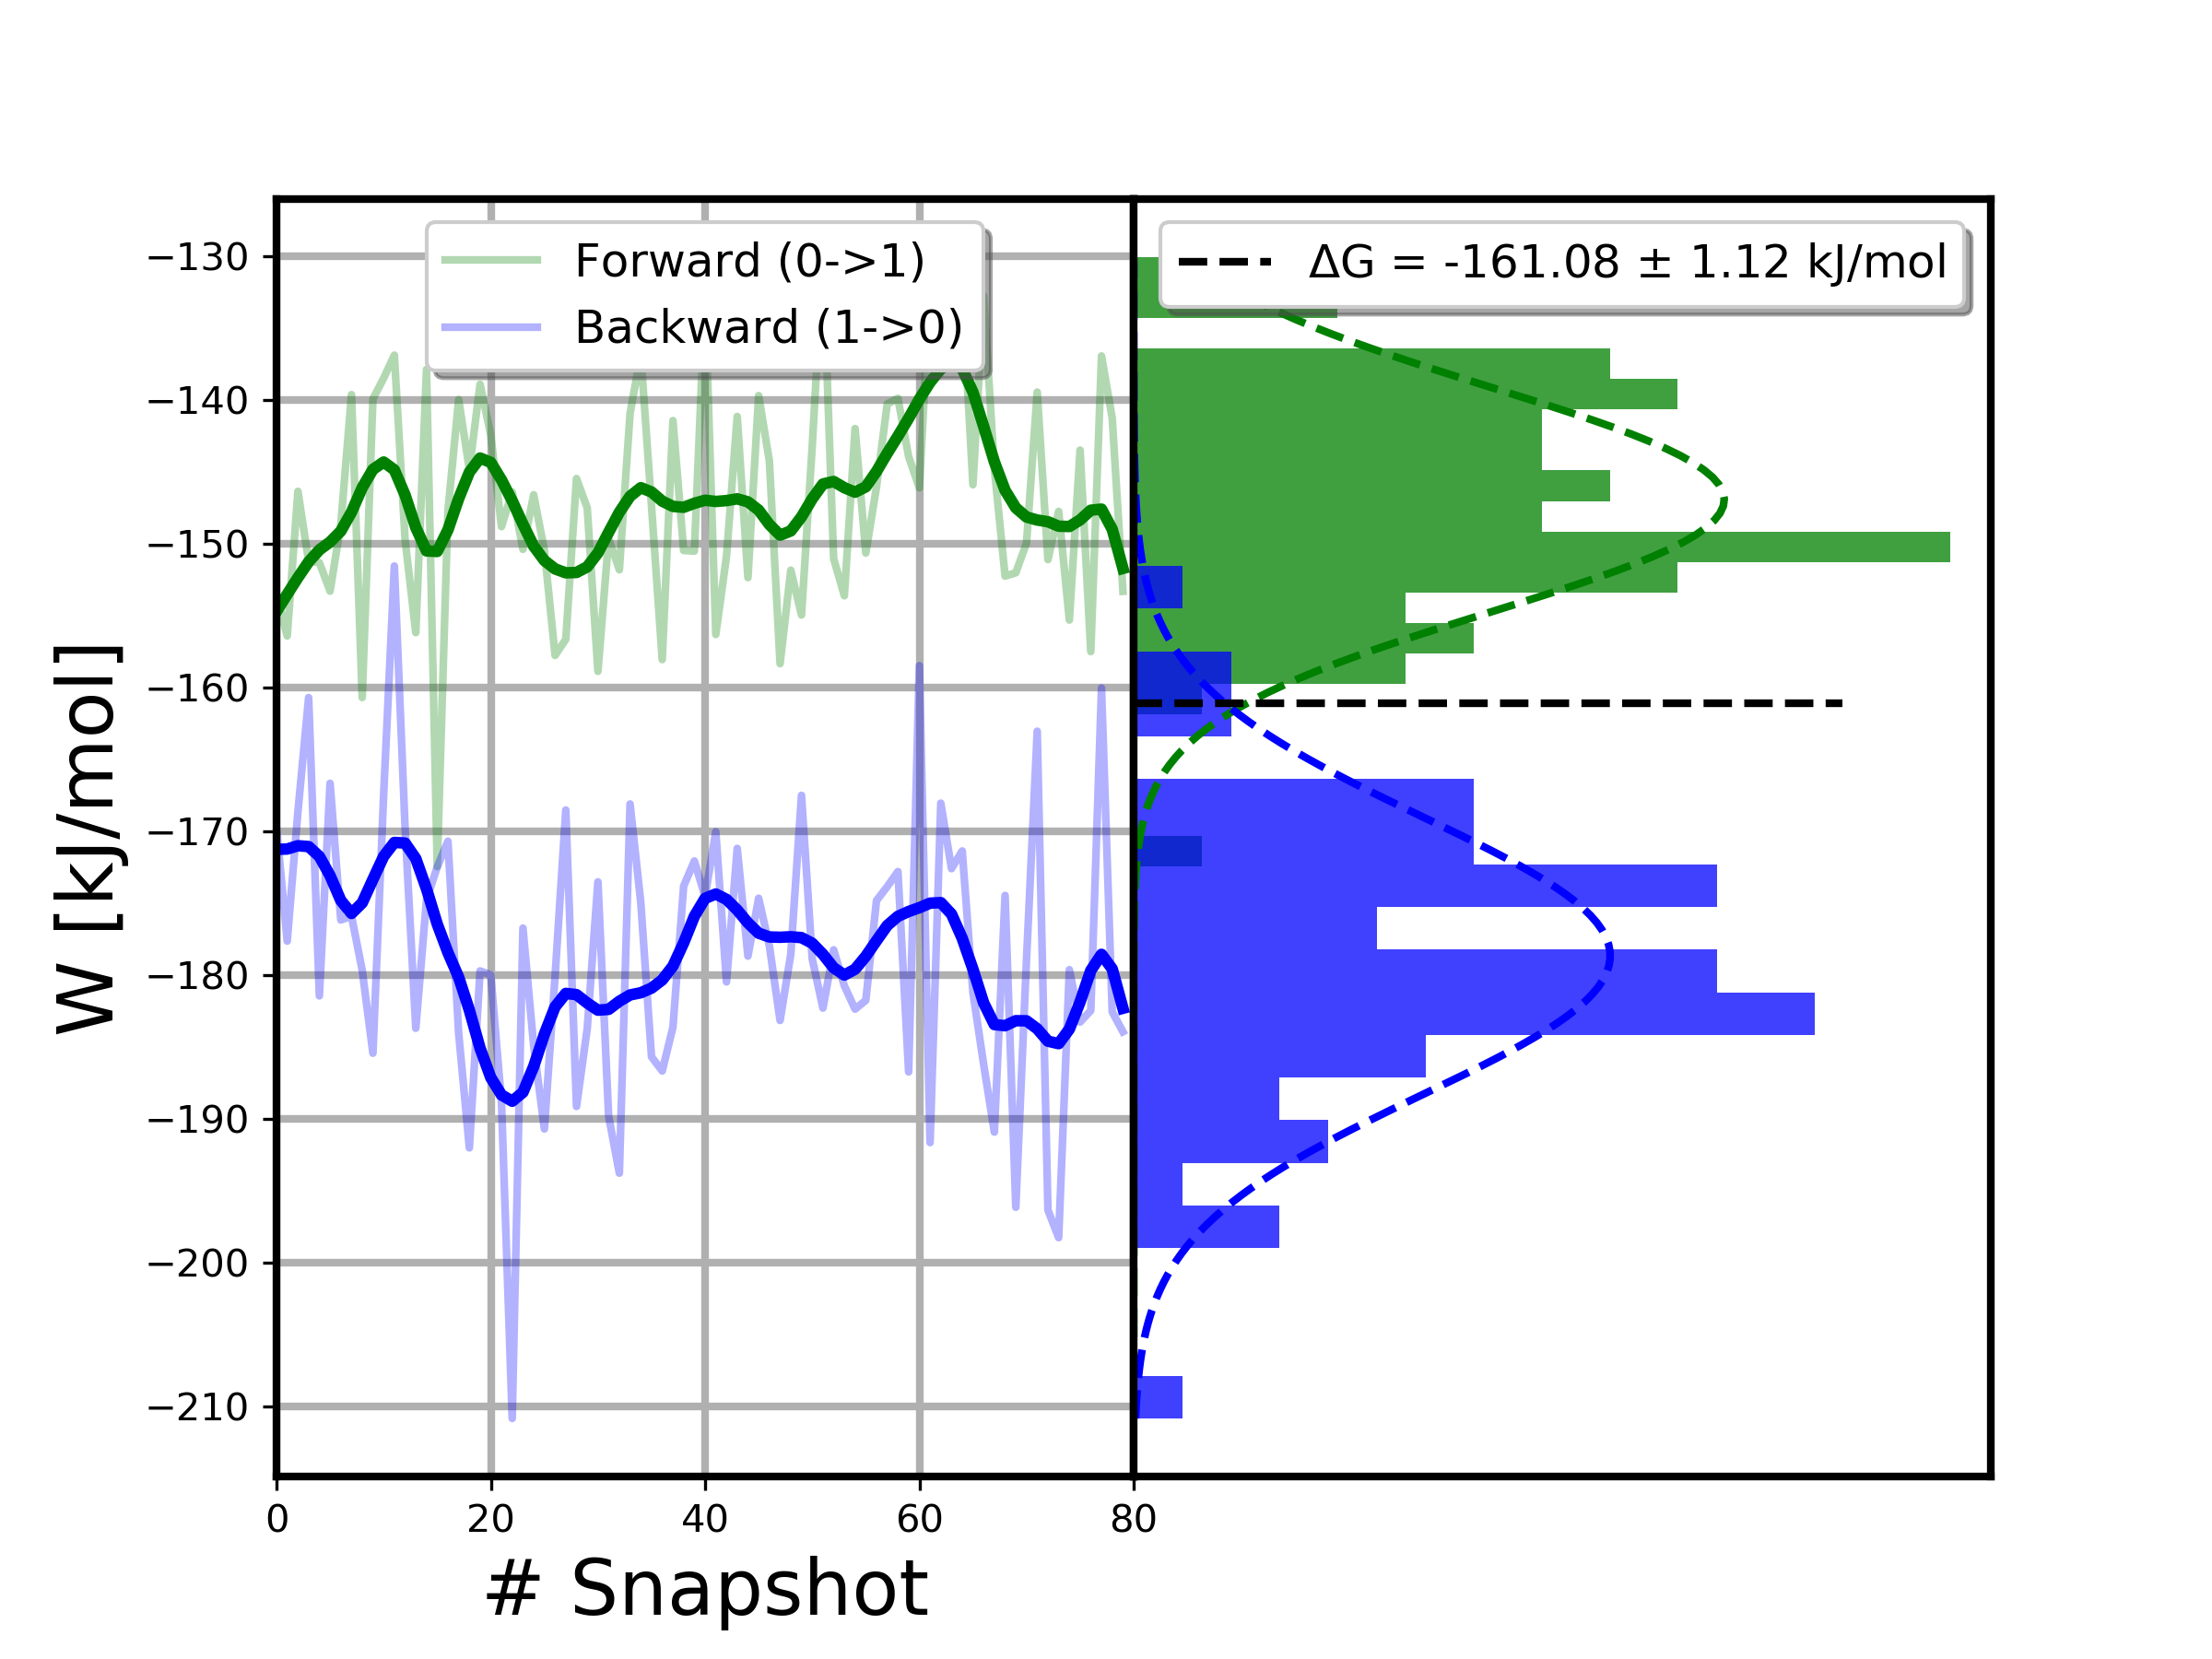 Forward (0->1)
Backward (1->0)
ΔG = -161.08 ± 1.12 kJ/mol
W [kJ/mol]
−130
−140
−150
−160
−170
−180
−190
−200
−210
0 20 40 60 80
# Snapshot